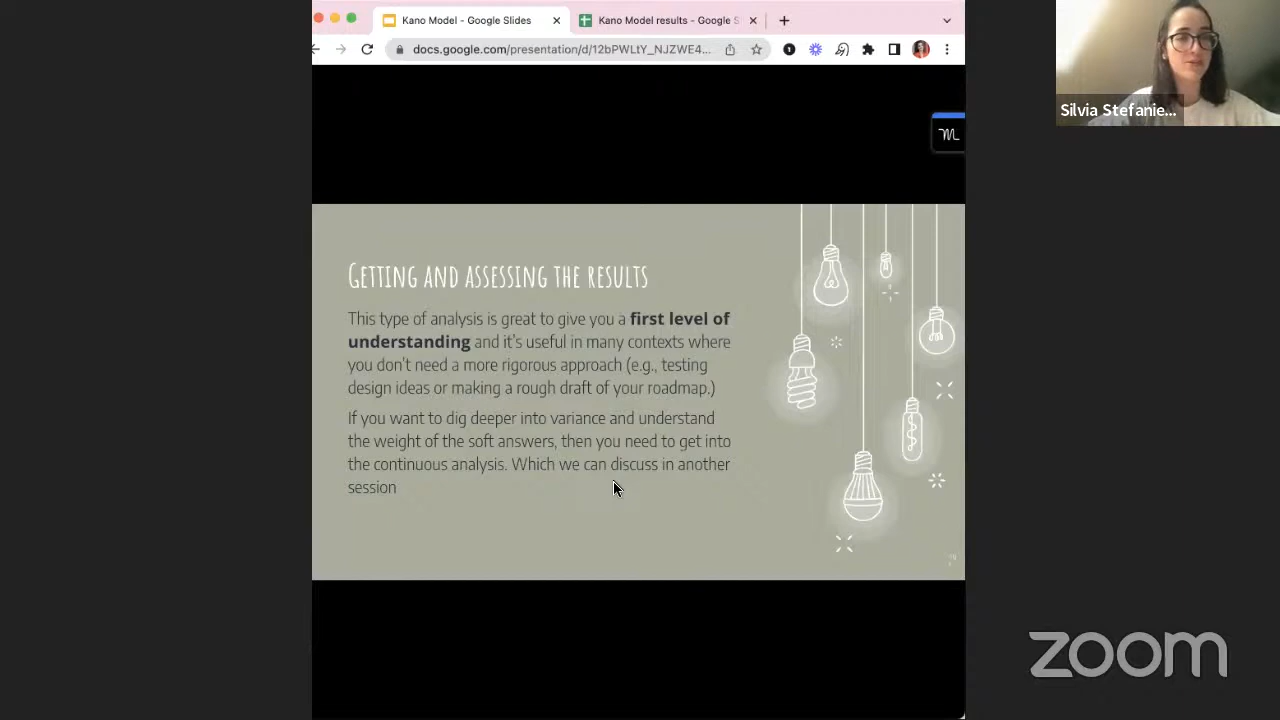 Kano Model - Google Slides
Kano Model results - Google S
docs.google.com/presentation/d/12bPWLtY_NJZWE4...
Silvia Stefanie...
GETTING AND ASSESSING THE RESULTS
This type of analysis is great to give you a first level of
understanding and it's useful in many contexts where
you don't need a more rigorous approach (e.g., testing
design ideas or making a rough draft of your roadmap.)
If you want to dig deeper into variance and understand
the weight of the soft answers, then you need to get into
the continuous analysis. Which we can discuss in another
session
zoom